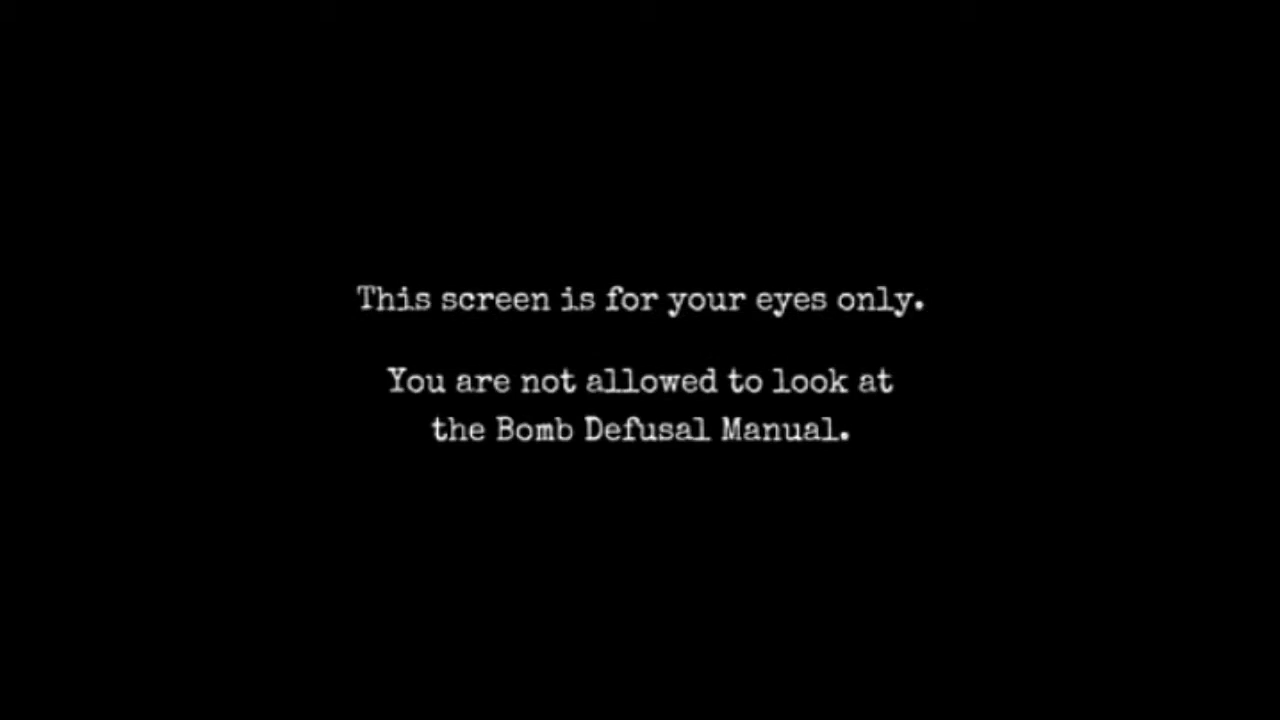 This screen is for your eyes only.
You are not allowed to look at
the Bomb Defusal Manual.